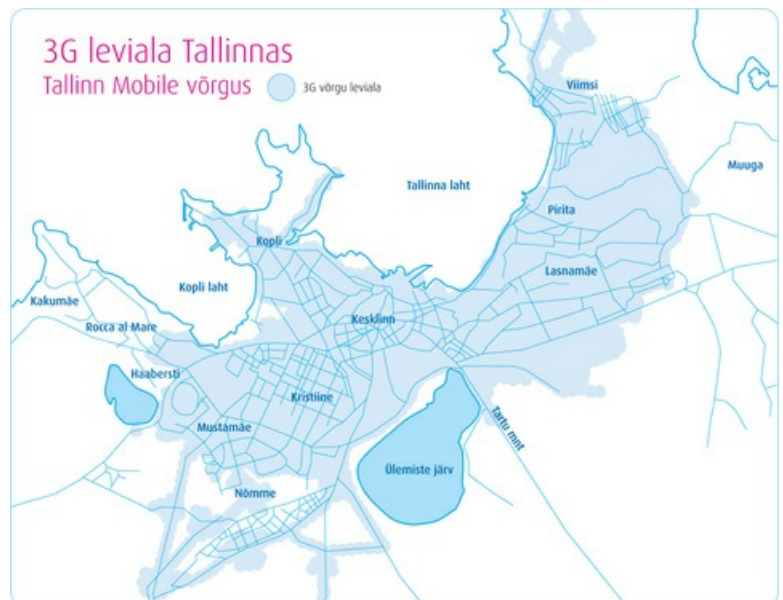 3G leviala Tallinnas
Tallinn Mobile võrgus
3G võrgu leviala
Viimsi
Muuga
Tallinna laht
Pirita
Kopli
Lasnamäe
Kopli laht
Kakumäe
Kesklinn
Rocca al Mare
Haabersti
Kristiine
Mustamäe
Tartu mnt
Ülemiste järv
Nõmme